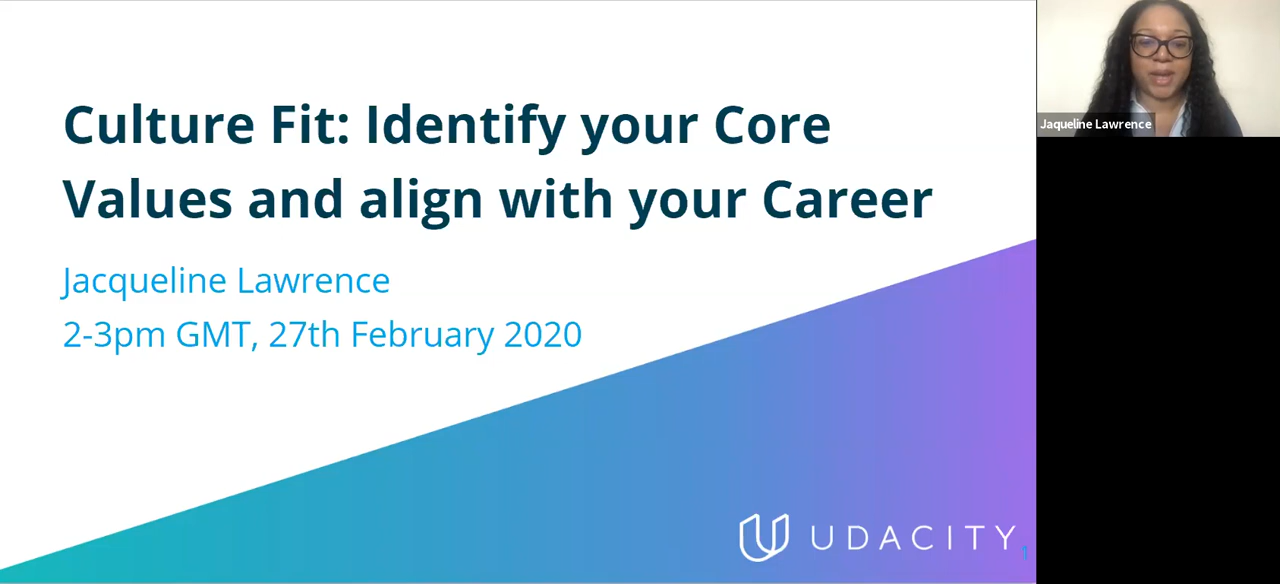 Culture Fit: Identify your Core
Values and align with your Career
Jacqueline Lawrence
2-3pm GMT, 27th February 2020
UDACITY
1
Jaqueline Lawrence